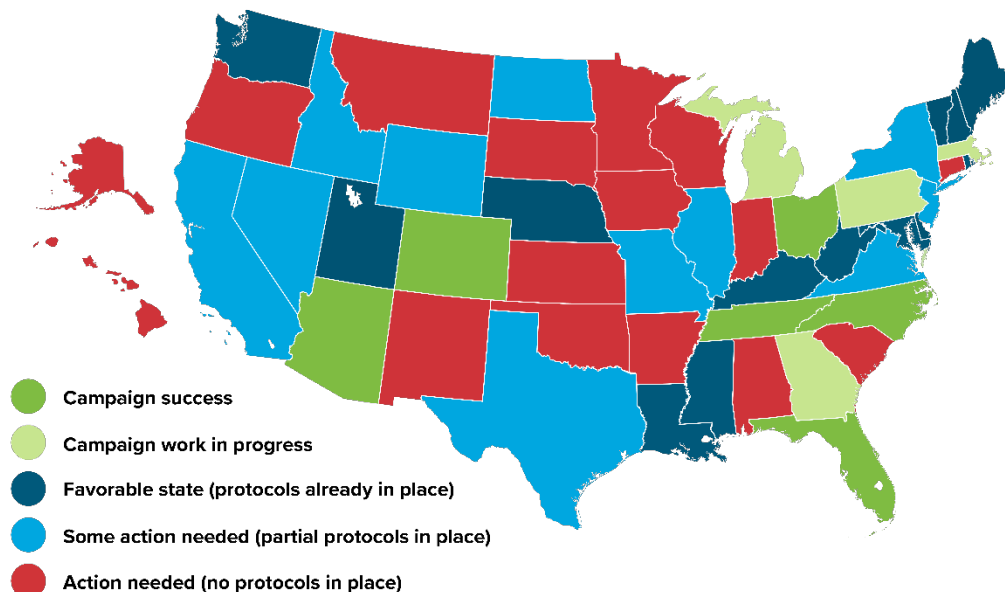 Campaign success
Campaign work in progress
Favorable state (protocols already in place)
Some action needed (partial protocols in place)
Action needed (no protocols in place)